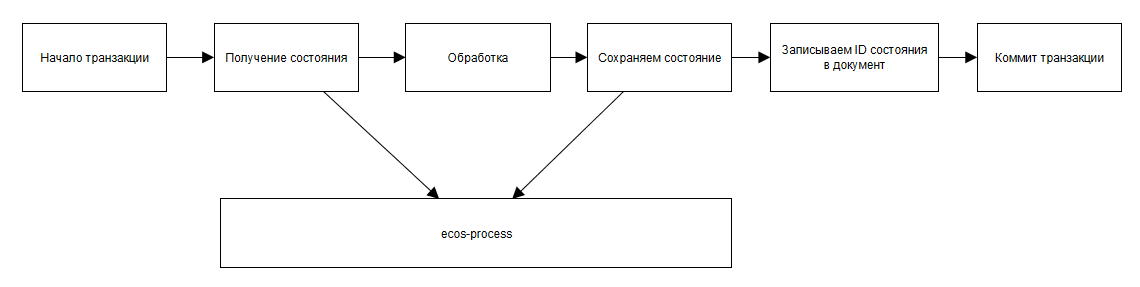 Начало транзакции
Получение состояния
Обработка
Сохраняем состояние
Записываем ID состояния
в документ
Коммит транзакции
ecos-process